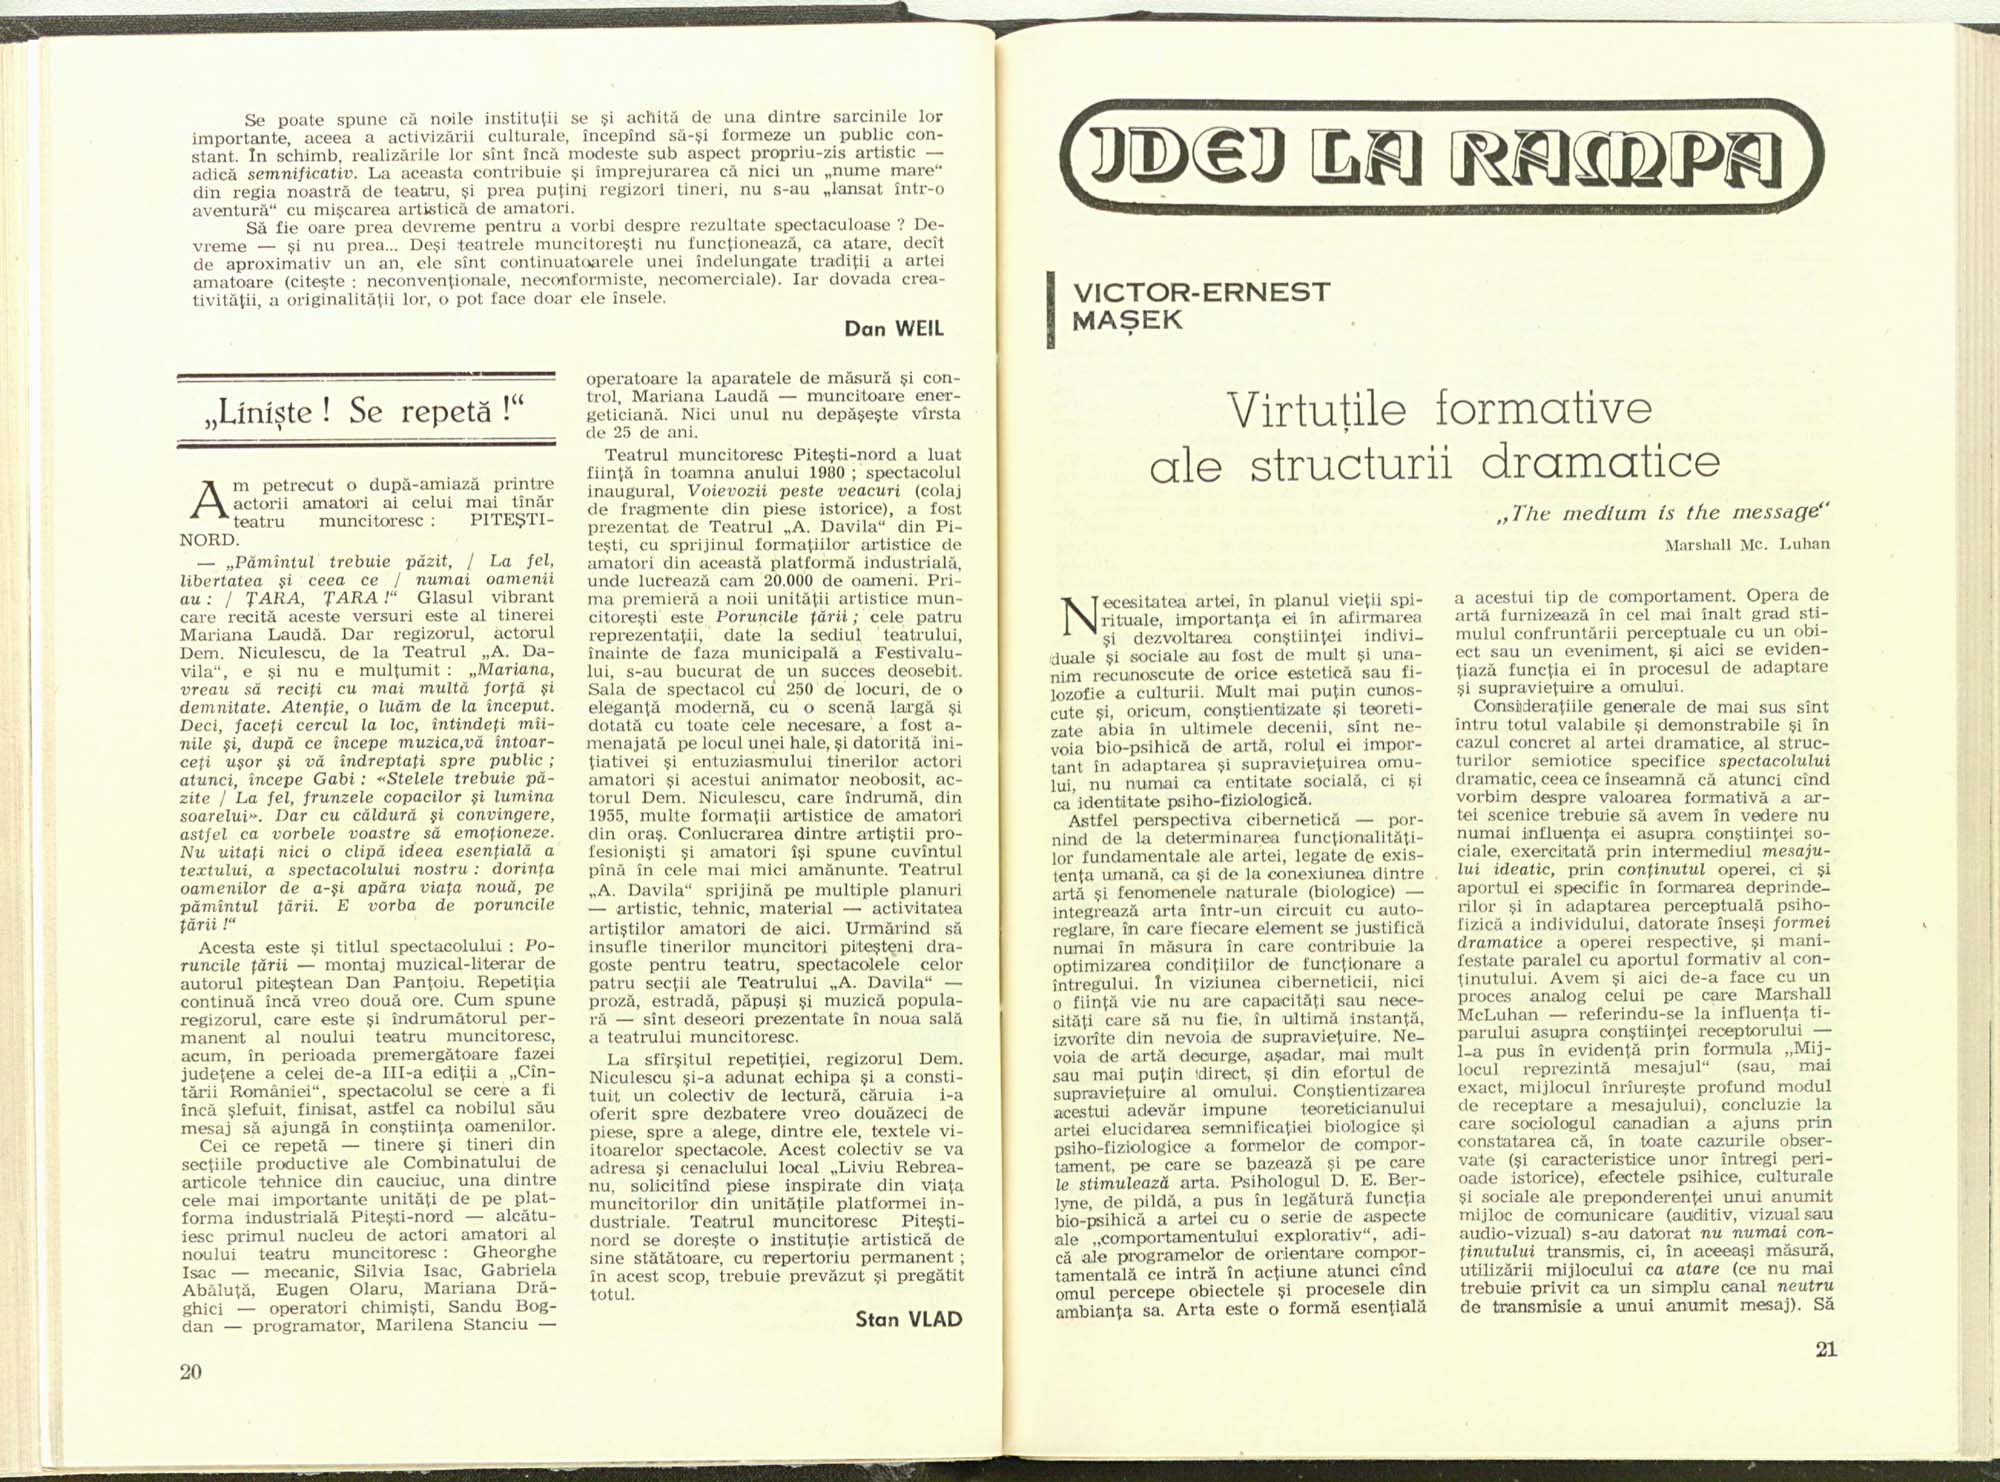 Se poate spune că noile instituții se și achită de una dintre sarcinile lor
importante, aceea a activizării culturale, începînd să-și formeze un public con-
stant. În schimb, realizările lor sînt încă modeste sub aspect propriu-zis artistic —
adică semnificativ. La aceasta contribuie și împrejurarea că nici un „nume mare“
din regia noastră de teatru, și prea puțini regizori tineri, nu s-au „lansat într-o
aventură“ cu mișcarea artistică de amatori.
Să fie oare prea devreme pentru a vorbi despre rezultate spectaculoase ? De-
vreme — și nu prea... Deși teatrele muncitorești nu funcționează, ca atare, decît
de aproximativ un an, ele sînt continuatoarele unei îndelungate tradiții a artei
amatoare (citește : neconvenționale, neconformiste, necomerciale). Iar dovada crea-
tivității, a originalității lor, o pot face doar ele însele.
Dan WEIL
„Liniște ! Se repetă !“
Am petrecut o după-amiază printre
actorii amatori ai celui mai tînăr
teatru muncitoresc : PITEȘTI-
NORD.
— „Pămîntul trebuie păzit, / La fel,
libertatea și ceea ce / numai oamenii
au : / ȚARA, ȚARA !“ Glasul vibrant
care recită aceste versuri este al tinerei
Mariana Laudă. Dar regizorul, actorul
Dem. Niculescu, de la Teatrul „A. Da-
vila“, e și nu e mulțumit : „Mariana,
vreau să reciți cu mai multă forță și
demnitate. Atenție, o luăm de la început.
Deci, faceți cercul la loc, întindeți mîi-
nile și, după ce începe muzica,vă întoar-
ceți ușor și vă îndreptați spre public ;
atunci, începe Gabi : «Stelele trebuie pă-
zite / La fel, frunzele copacilor și lumina
soarelui». Dar cu căldură și convingere,
astfel ca vorbele voastre să emoționeze.
Nu uitați nici o clipă ideea esențială a
textului, a spectacolului nostru : dorința
oamenilor de a-și apăra viața nouă, pe
pămîntul țării. E vorba de poruncile
țării !“
Acesta este și titlul spectacolului : Po-
runcile țării — montaj muzical-literar de
autorul piteștean Dan Panțoiu. Repetiția
continuă încă vreo două ore. Cum spune
regizorul, care este și îndrumătorul per-
manent al noului teatru muncitoresc,
acum, în perioada premergătoare fazei
județene a celei de-a III-a ediții a „Cîn-
tării României“, spectacolul se cere a fi
încă șlefuit, finisat, astfel ca nobilul său
mesaj să ajungă în conștiința oamenilor.
Cei ce repetă — tinere și tineri din
secțiile productive ale Combinatului de
articole tehnice din cauciuc, una dintre
cele mai importante unități de pe plat-
forma industrială Pitești-nord — alcătu-
iesc primul nucleu de actori amatori al
noului teatru muncitoresc : Gheorghe
Isac — mecanic, Silvia Isac, Gabriela
Abăluță, Eugen Olaru, Mariana Dră-
ghici — operatori chimiști, Sandu Bog-
dan — programator, Marilena Stanciu —
operatoare la aparatele de măsură și con-
trol, Mariana Laudă — muncitoare ener-
geticiană. Nici unul nu depășește vîrsta
de 25 de ani.
Teatrul muncitoresc Pitești-nord a luat
ființă în toamna anului 1980 ; spectacolul
inaugural, Voievozii peste veacuri (colaj
de fragmente din piese istorice), a fost
prezentat de Teatrul „A. Davila“ din Pi-
tești, cu sprijinul formațiilor artistice de
amatori din această platformă industrială,
unde lucrează cam 20.000 de oameni. Pri-
ma premieră a noii unități artistice mun-
citorești este Poruncile țării ; cele patru
reprezentații, date la sediul teatrului,
înainte de faza municipală a Festivalu-
lui, s-au bucurat de un succes deosebit.
Sala de spectacol cu 250 de locuri, de o
eleganță modernă, cu o scenă largă și
dotată cu toate cele necesare, a fost a-
menajată pe locul unei hale, și datorită ini-
țiativei și entuziasmului tinerilor actori
amatori și acestui animator neobosit, ac-
torul Dem. Niculescu, care îndrumă, din
1955, multe formații artistice de amatori
din oraș. Conlucrarea dintre artiștii pro-
fesioniști și amatori își spune cuvîntul
pînă în cele mai mici amănunte. Teatrul
„A. Davila“ sprijină pe multiple planuri
— artistic, tehnic, material — activitatea
artiștilor amatori de aici. Urmărind să
insufle tinerilor muncitori piteșteni dra-
goste pentru teatru, spectacolele celor
patru secții ale Teatrului „A. Davila“ —
proză, estradă, păpuși și muzică popula-
ră — sînt deseori prezentate în noua sală
a teatrului muncitoresc.
La sfîrșitul repetiției, regizorul Dem.
Niculescu și-a adunat echipa și a consti-
tuit un colectiv de lectură, căruia i-a
oferit spre dezbatere vreo douăzeci de
piese, spre a alege, dintre ele, textele vi-
itoarelor spectacole. Acest colectiv se va
adresa și cenaclului local „Liviu Rebrea-
nu, solicitînd piese inspirate din viața
muncitorilor din unitățile platformei in-
dustriale. Teatrul muncitoresc Pitești-
nord se dorește o instituție artistică de
sine stătătoare, cu repertoriu permanent ;
în acest scop, trebuie prevăzut și pregătit
totul.
Stan VLAD
20
IDEI LA RAMPA
VICTOR-ERNEST
MAȘEK
Virtuțile formative
ale structurii dramatice
„The medium is the message“
Marshall Mc. Luhan
Necesitatea artei, în planul vieții spi-
rituale, importanța ei în afirmarea
și dezvoltarea conștiinței indivi-
duale și sociale au fost de mult și una-
nim recunoscute de orice estetică sau fi-
lozofie a culturii. Mult mai puțin cunos-
cute și, oricum, conștientizate și teoreti-
zate abia în ultimele decenii, sînt ne-
voia bio-psihică de artă, rolul ei impor-
tant în adaptarea și supraviețuirea omu-
lui, nu numai ca entitate socială, ci și
ca identitate psiho-fiziologică.
Astfel perspectiva cibernetică — por-
nind de la determinarea funcționalități-
lor fundamentale ale artei, legate de exis-
tența umană, ca și de la conexiunea dintre
artă și fenomenele naturale (biologice) —
integrează arta într-un circuit cu auto-
reglare, în care fiecare element se justifică
numai în măsura în care contribuie la
optimizarea condițiilor de funcționare a
întregului. În viziunea ciberneticii, nici
o ființă vie nu are capacități sau nece-
sități care să nu fie, în ultimă instanță,
izvorîte din nevoia de supraviețuire. Ne-
voia de artă decurge, așadar, mai mult
sau mai puțin direct, și din efortul de
supraviețuire al omului. Conștientizarea
acestui adevăr impune teoreticianului
artei elucidarea semnificației biologice și
psiho-fiziologice a formelor de compor-
tament, pe care se bazează și pe care
le stimulează arta. Psihologul D. E. Ber-
lyne, de pildă, a pus în legătură funcția
bio-psihică a artei cu o serie de aspecte
ale „comportamentului explorativ“, adi-
că ale programelor de orientare compor-
tamentală ce intră în acțiune atunci cînd
omul percepe obiectele și procesele din
ambianța sa. Arta este o formă esențială
a acestui tip de comportament. Opera de
artă furnizează în cel mai înalt grad sti-
mulul confruntării perceptuale cu un obi-
ect sau un eveniment, și aici se eviden-
țiază funcția ei în procesul de adaptare
și supraviețuire a omului.
Considerațiile generale de mai sus sînt
întru totul valabile și demonstrabile și în
cazul concret al artei dramatice, al struc-
turilor semiotice specifice spectacolului
dramatic, ceea ce înseamnă că atunci cînd
vorbim despre valoarea formativă a ar-
tei scenice trebuie să avem în vedere nu
numai influența ei asupra conștiinței so-
ciale, exercitată prin intermediul mesaju-
lui ideatic, prin conținutul operei, ci și
aportul ei specific în formarea deprinde-
rilor și în adaptarea perceptuală psiho-
fizică a individului, datorate înseși formei
dramatice a operei respective, și mani-
festate paralel cu aportul formativ al con-
ținutului. Avem și aici de-a face cu un
proces analog celui pe care Marshall
McLuhan — referindu-se la influența ti-
parului asupra conștiinței receptorului —
l-a pus în evidență prin formula „Mij-
locul reprezintă mesajul“ (sau, mai
exact, mijlocul înrîurește profund modul
de receptare a mesajului), concluzie la
care sociologul canadian a ajuns prin
constatarea că, în toate cazurile obser-
vate (și caracteristice unor întregi peri-
oade istorice), efectele psihice, culturale
și sociale ale preponderenței unui anumit
mijloc de comunicare (auditiv, vizual sau
audio-vizual) s-au datorat nu numai con-
ținutului transmis, ci, în aceeași măsură,
utilizării mijlocului ca atare (ce nu mai
trebuie privit ca un simplu canal neutru
de transmisie a unui anumit mesaj). Să
21